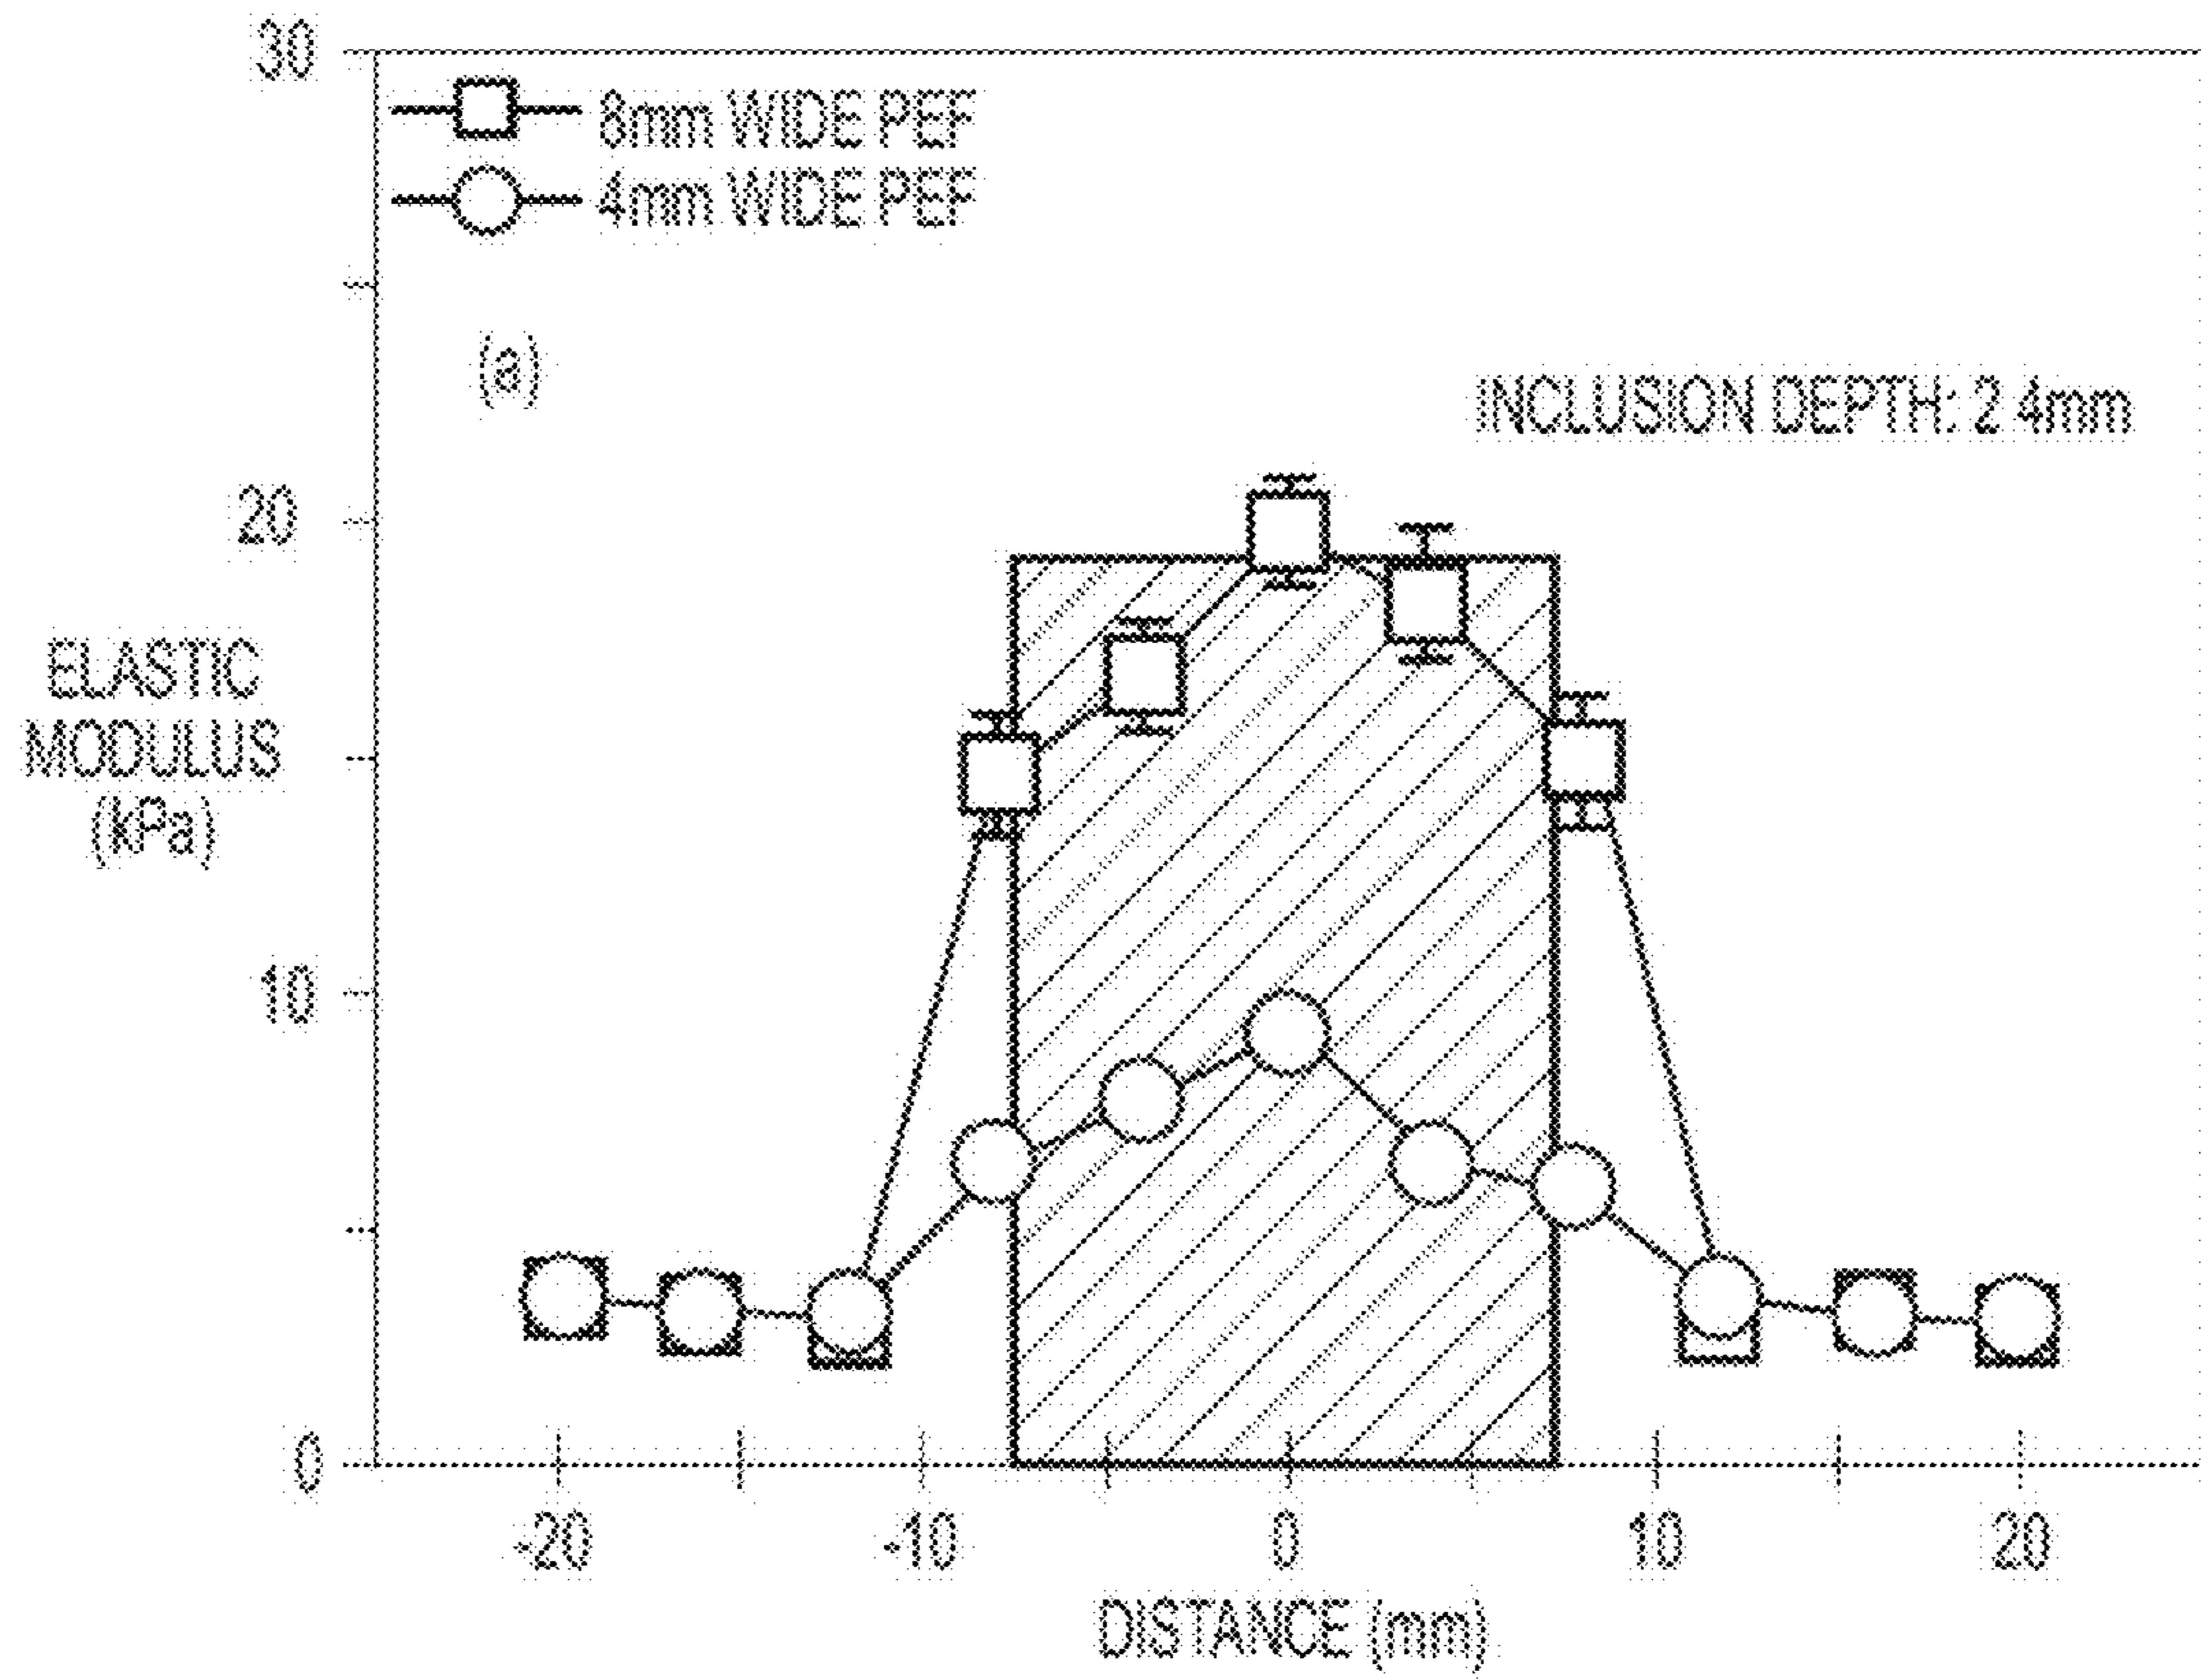 30
8mm WIDE PEF
4mm WIDE PEF
(a)
INCLUSION DEPTH: 2.4mm
20
ELASTIC
MODULUS
(kPa)
10
0
-20 -10 0 10 20
DISTANCE (mm)